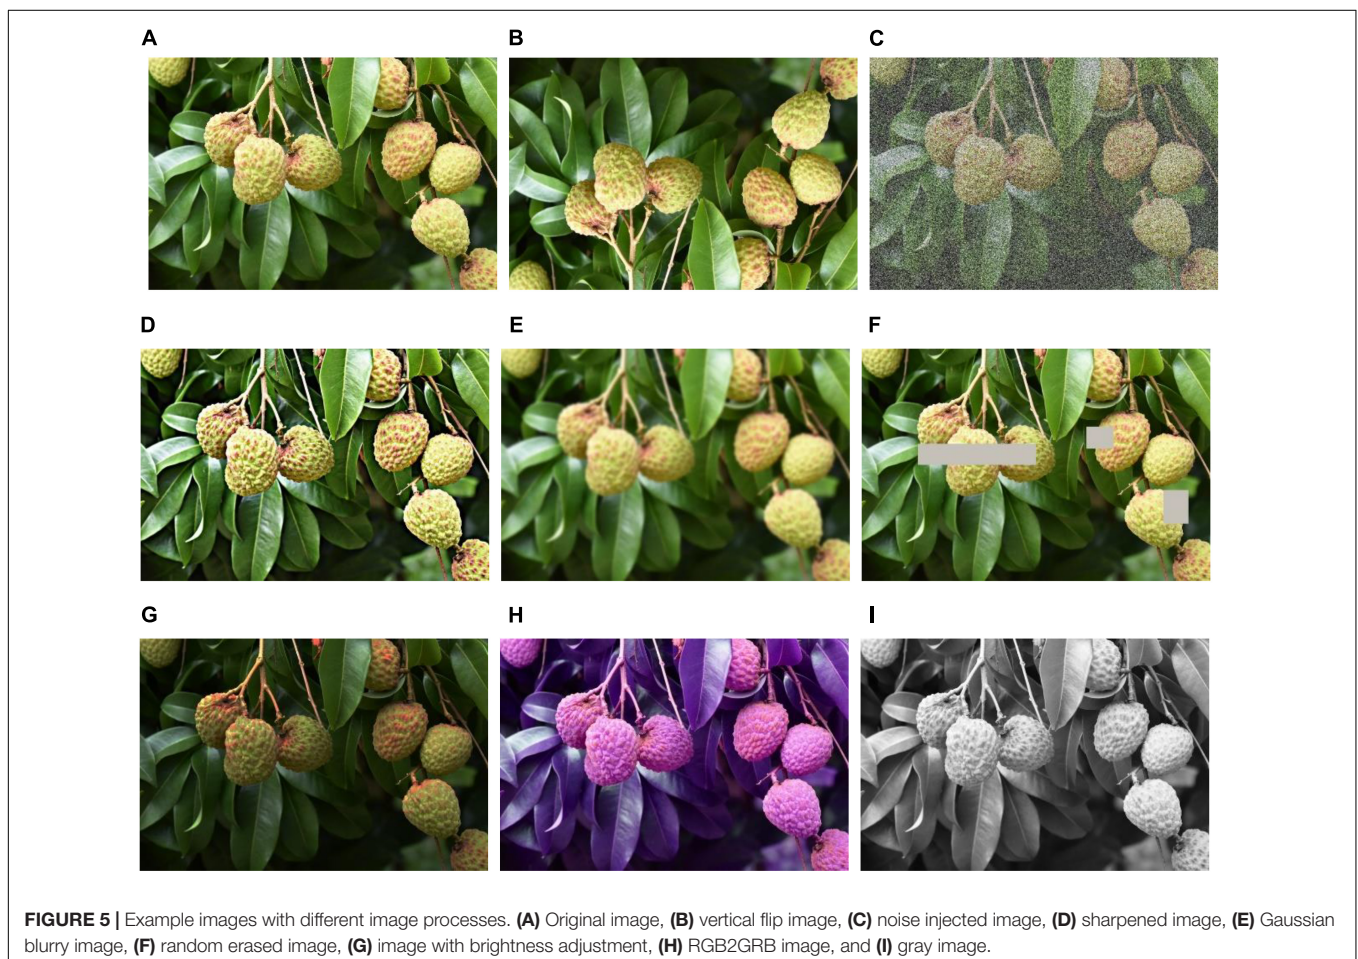 A
B
C
D
E
F
G
H
I
FIGURE 5 | Example images with different image processes. (A) Original image, (B) vertical flip image, (C) noise injected image, (D) sharpened image, (E) Gaussian
blurry image, (F) random erased image, (G) image with brightness adjustment, (H) RGB2GRB image, and (I) gray image.